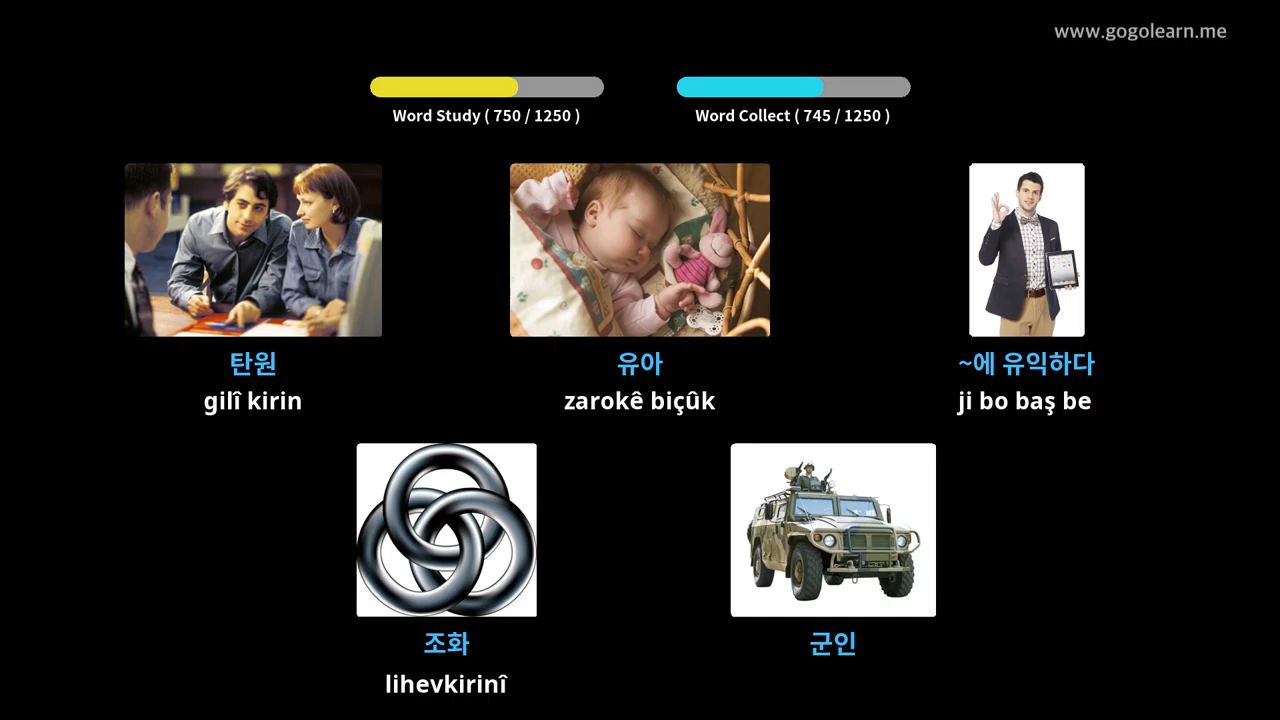 www.gogolearn.me
Word Study ( 750 / 1250 )
Word Collect ( 745 / 1250 )
탄원
gilî kirin
유아
zarokê biçûk
~에 유익하다
ji bo baş be
조화
lihevkirinî
군인